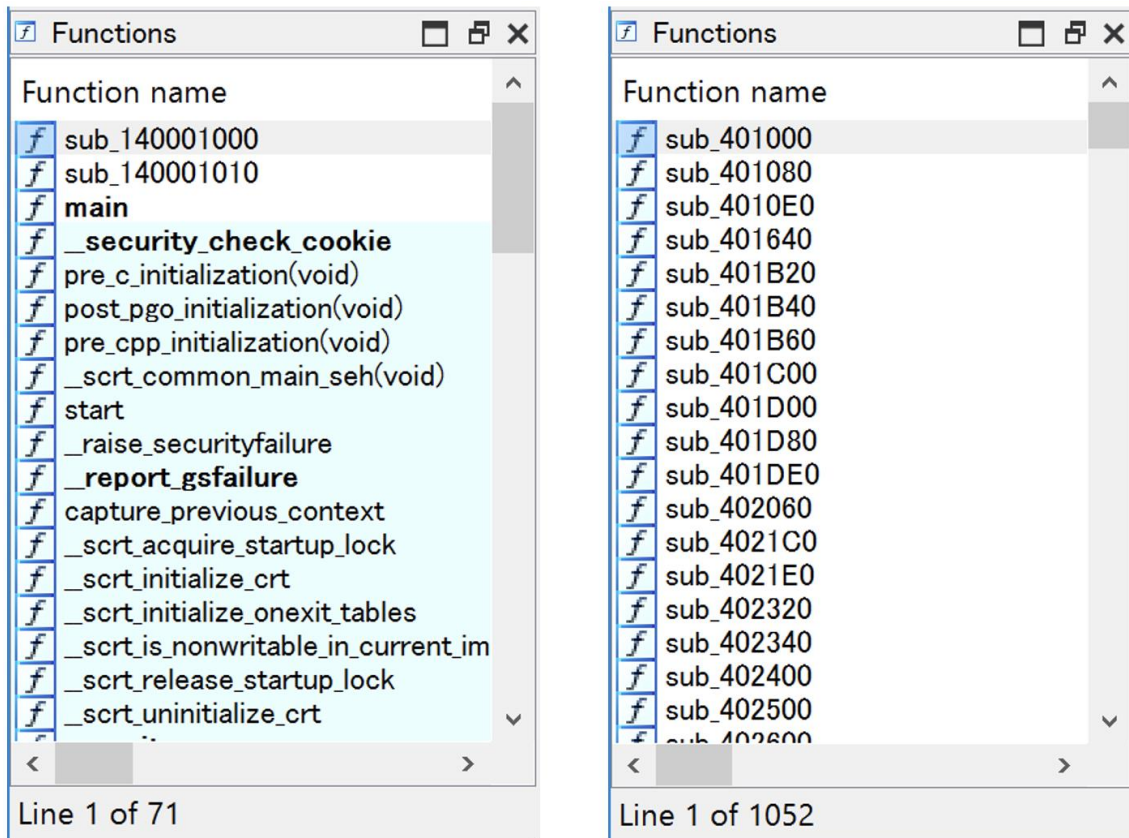 Functions
Function name
sub_140001000
sub_140001010
main
__security_check_cookie
pre_c_initialization(void)
post_pgo_initialization(void)
pre_cpp_initialization(void)
__scrt_common_main_seh(void)
start
__raise_securityfailure
__report_gsfailure
capture_previous_context
__scrt_acquire_startup_lock
__scrt_initialize_crt
__scrt_initialize_onexit_tables
__scrt_is_nonwritable_in_current_im
__scrt_release_startup_lock
__scrt_uninitialize_crt
Line 1 of 71
Functions
Function name
sub_401000
sub_401080
sub_4010E0
sub_401640
sub_401B20
sub_401B40
sub_401B60
sub_401C00
sub_401D00
sub_401D80
sub_401DE0
sub_402060
sub_4021C0
sub_4021E0
sub_402320
sub_402340
sub_402400
sub_402500
sub_402600
Line 1 of 1052